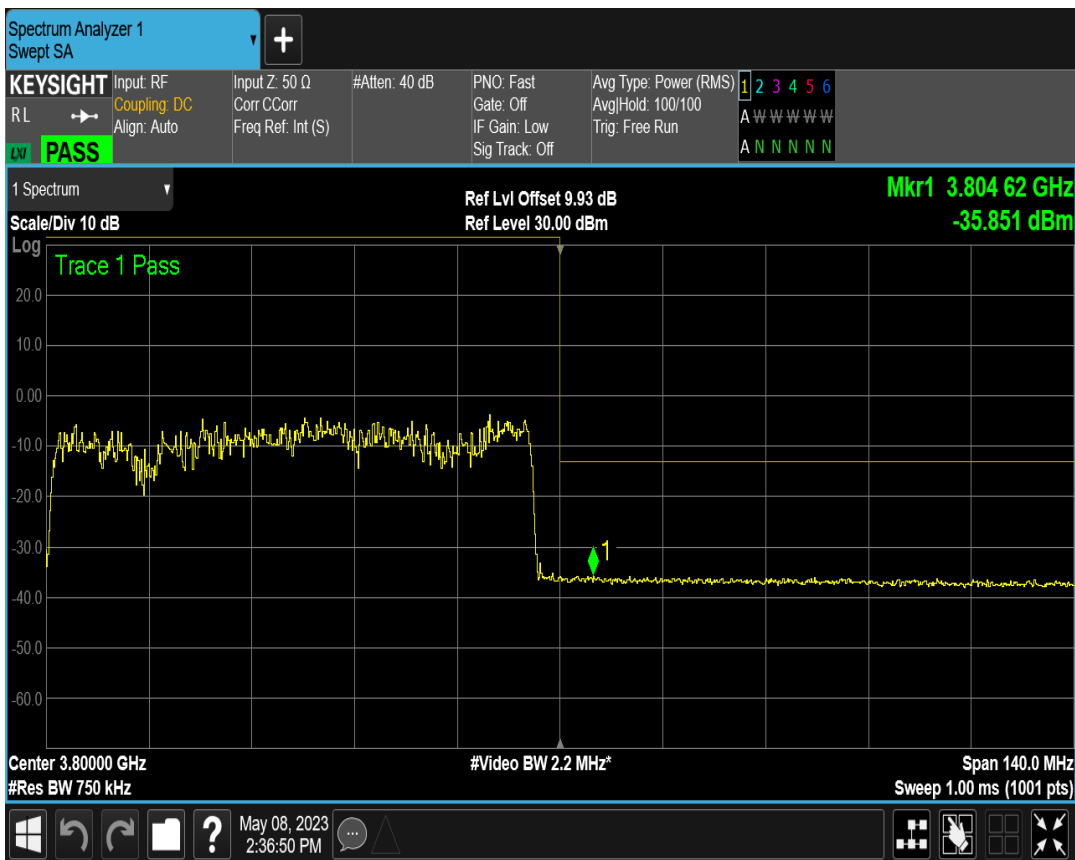 Spectrum Analyzer 1
Swept SA
+
KEYSIGHT
RL
LXI
PASS
Input: RF
Coupling: DC
Align: Auto
Input Z: 50 Ω
Corr CCorr
Freq Ref: Int (S)
#Atten: 40 dB
PNO: Fast
Gate: Off
IF Gain: Low
Sig Track: Off
Avg Type: Power (RMS)
Avg|Hold: 100/100
Trig: Free Run
1 2 3 4 5 6
A W W W W W
A N N N N N
1 Spectrum
Scale/Div 10 dB
Ref Lvl Offset 9.93 dB
Ref Level 30.00 dBm
Mkr1 3.804 62 GHz
-35.851 dBm
Log
Trace 1 Pass
20.0
10.0
0.00
-10.0
-20.0
-30.0
1
-40.0
-50.0
-60.0
Center 3.80000 GHz
#Res BW 750 kHz
#Video BW 2.2 MHz*
Span 140.0 MHz
Sweep 1.00 ms (1001 pts)
?
May 08, 2023
2:36:50 PM